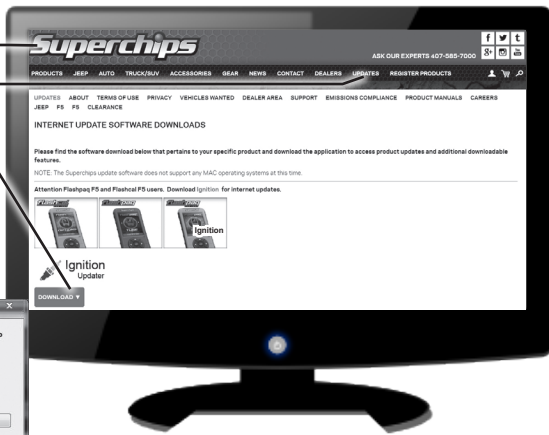 Superchips
f t
ASK OUR EXPERTS 407-585-7000
8+
PRODUCTS JEEP AUTO TRUCK/SUV ACCESSORIES GEAR NEWS CONTACT DEALERS UPDATES REGISTER PRODUCTS
UPDATES ABOUT TERMS OF USE PRIVACY VEHICLES WANTED DEALER AREA SUPPORT EMISSIONS COMPLIANCE PRODUCT MANUALS CAREERS
JEEP F5 F5 CLEARANCE
INTERNET UPDATE SOFTWARE DOWNLOADS
Please find the software download below that pertains to your specific product and download the application to access product updates and additional downloadable
features.
NOTE: The Superchips update software does not support any MAC operating systems at this time.
Attention Flashpaq F5 and Flashcal F5 users. Download Ignition for internet updates.
Ignition
Ignition
Updater
DOWNLOAD ▼
X